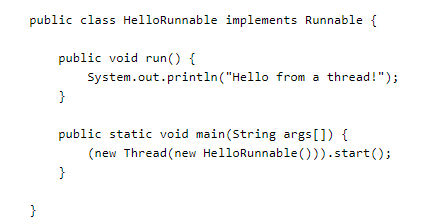 public class HelloRunnable implements Runnable {
public void run() {
System.out.println("Hello from a thread!");
}
public static void main(String args[]) {
(new Thread(new HelloRunnable())).start();
}
}